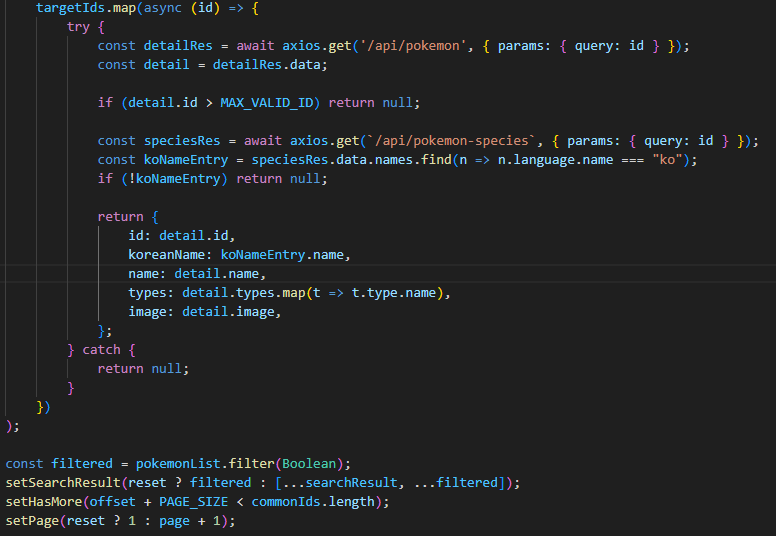 targetIds.map(async (id) => {
try {
const detailRes = await axios.get('/api/pokemon', { params: { query: id } });
const detail = detailRes.data;
if (detail.id > MAX_VALID_ID) return null;
const speciesRes = await axios.get(`/api/pokemon-species`, { params: { query: id } });
const koNameEntry = speciesRes.data.names.find(n => n.language.name === "ko");
if (!koNameEntry) return null;
return {
id: detail.id,
koreanName: koNameEntry.name,
name: detail.name,
types: detail.types.map(t => t.type.name),
image: detail.image,
};
} catch {
return null;
}
})
);
const filtered = pokemonList.filter(Boolean);
setSearchResult(reset ? filtered : [...searchResult, ...filtered]);
setHasMore(offset + PAGE_SIZE < commonIds.length);
setPage(reset ? 1 : page + 1);